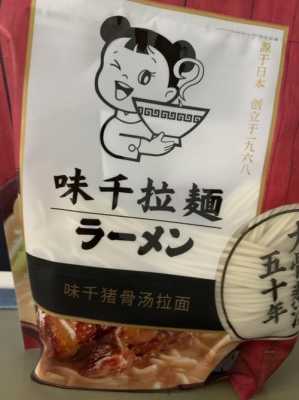 源于日本 创立于一九六八
味千拉麺
ラーメン
味千猪骨汤拉面
五十年